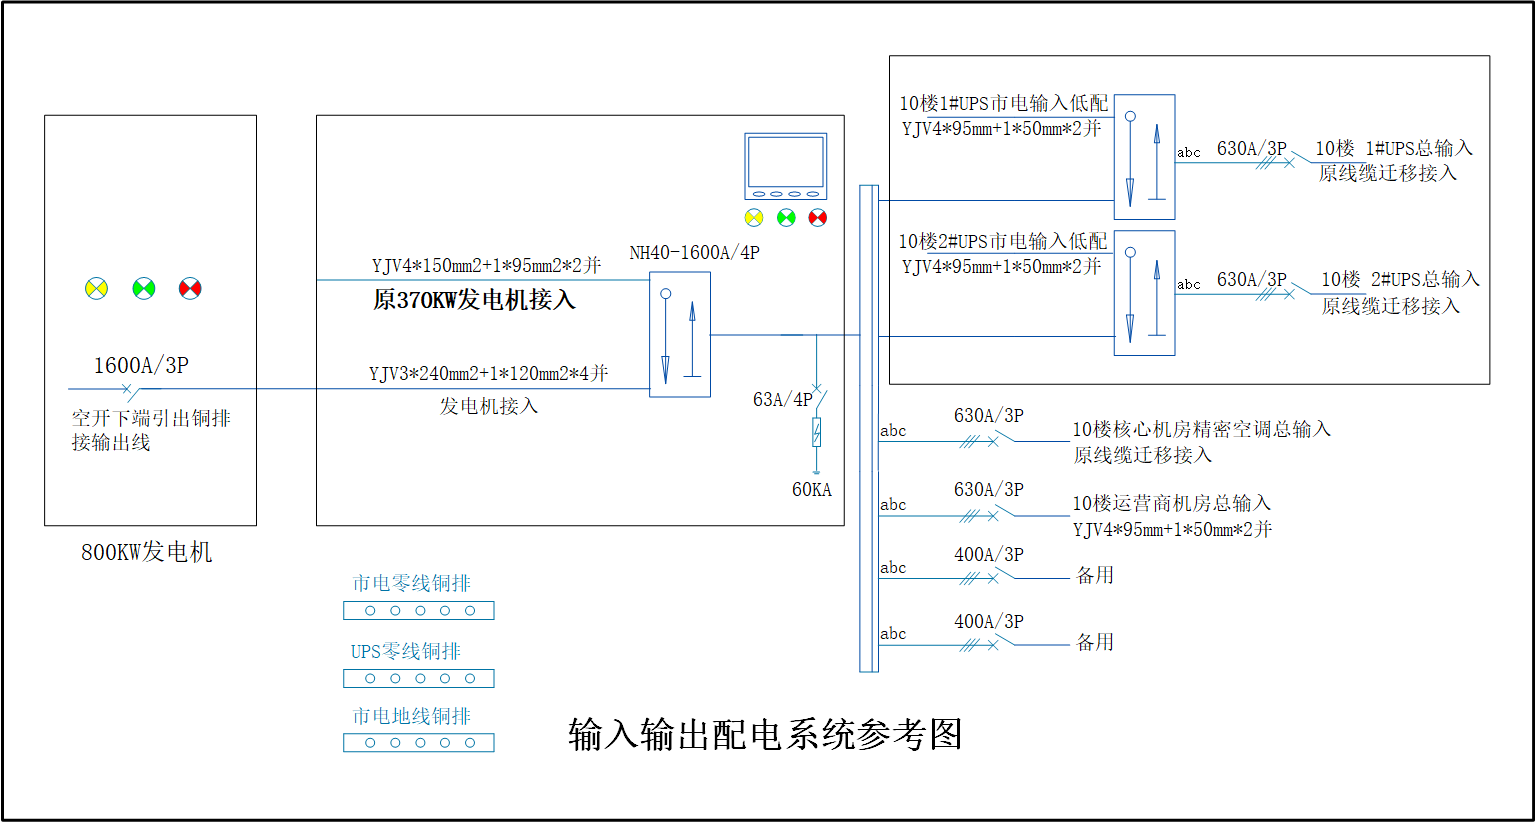 1600A/3P
空开下端引出铜排
接输出线
800KW发电机
NH40-1600A/4P
YJV4*150mm2+1*95mm2*2并
原370KW发电机接入
YJV3*240mm2+1*120mm2*4并
发电机接入
63A/4P
60KA
市电零线铜排
UPS零线铜排
市电地线铜排
10楼1#UPS市电输入低配
YJV4*95mm+1*50mm*2并
abc
630A/3P
10楼 1#UPS总输入
原线缆迁移接入
10楼2#UPS市电输入低配
YJV4*95mm+1*50mm*2并
abc
630A/3P
10楼 2#UPS总输入
原线缆迁移接入
abc
630A/3P
10楼核心机房精密空调总输入
原线缆迁移接入
abc
630A/3P
10楼运营商机房总输入
YJV4*95mm+1*50mm*2并
abc
400A/3P
备用
abc
400A/3P
备用
输入输出配电系统参考图